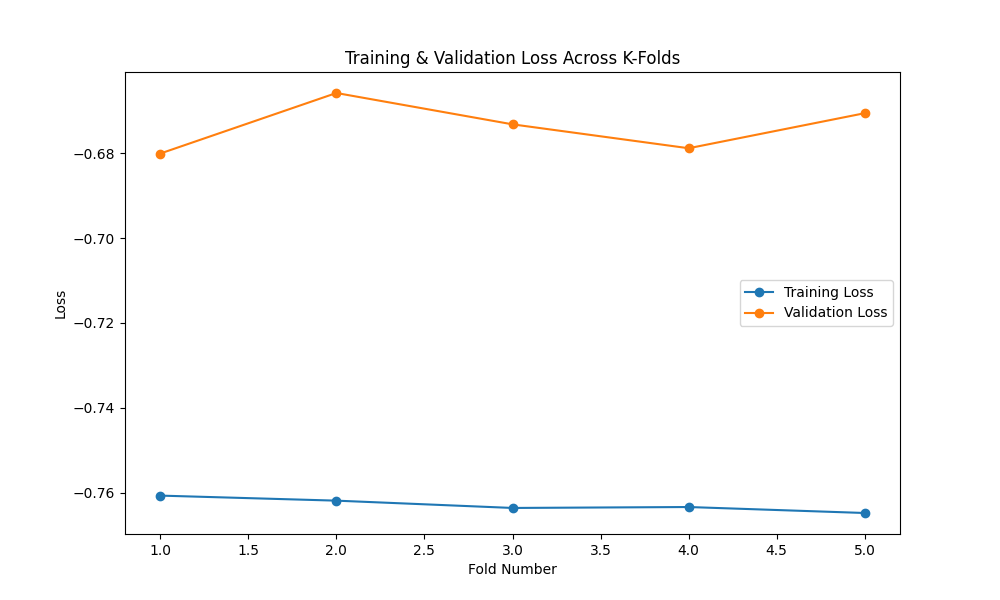 Training & Validation Loss Across K-Folds
Loss
−0.68
−0.70
−0.72
−0.74
−0.76
Training Loss
Validation Loss
1.0 1.5 2.0 2.5 3.0 3.5 4.0 4.5 5.0
Fold Number